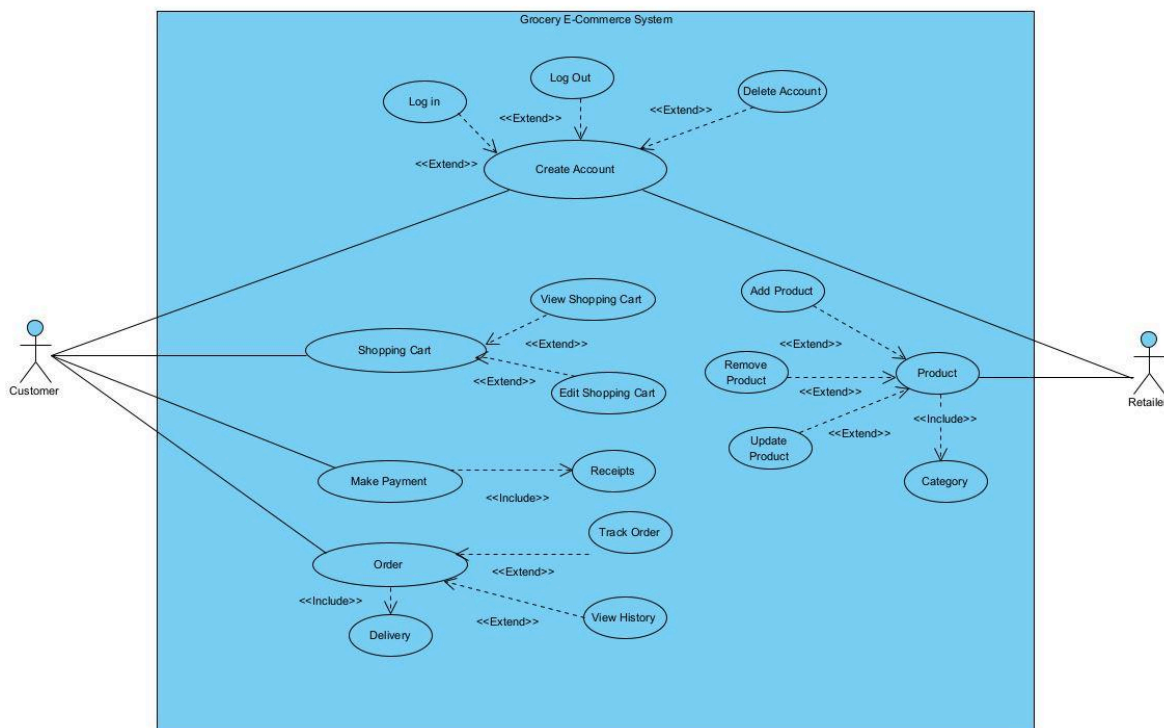 Grocery E-Commerce System
Log Out
Log in
Delete Account
<<Extend>>
<<Extend>>
<<Extend>>
Create Account
Add Product
View Shopping Cart
<<Extend>>
<<Extend>>
Shopping Cart
Remove
Product
Product
<<Extend>>
Edit Shopping Cart
<<Extend>>
Customer
Retailer
<<Include>>
Update
Product
<<Extend>>
Receipts
Make Payment
Category
<<Include>>
Track Order
Order
<<Extend>>
<<Include>>
View History
<<Extend>>
Delivery